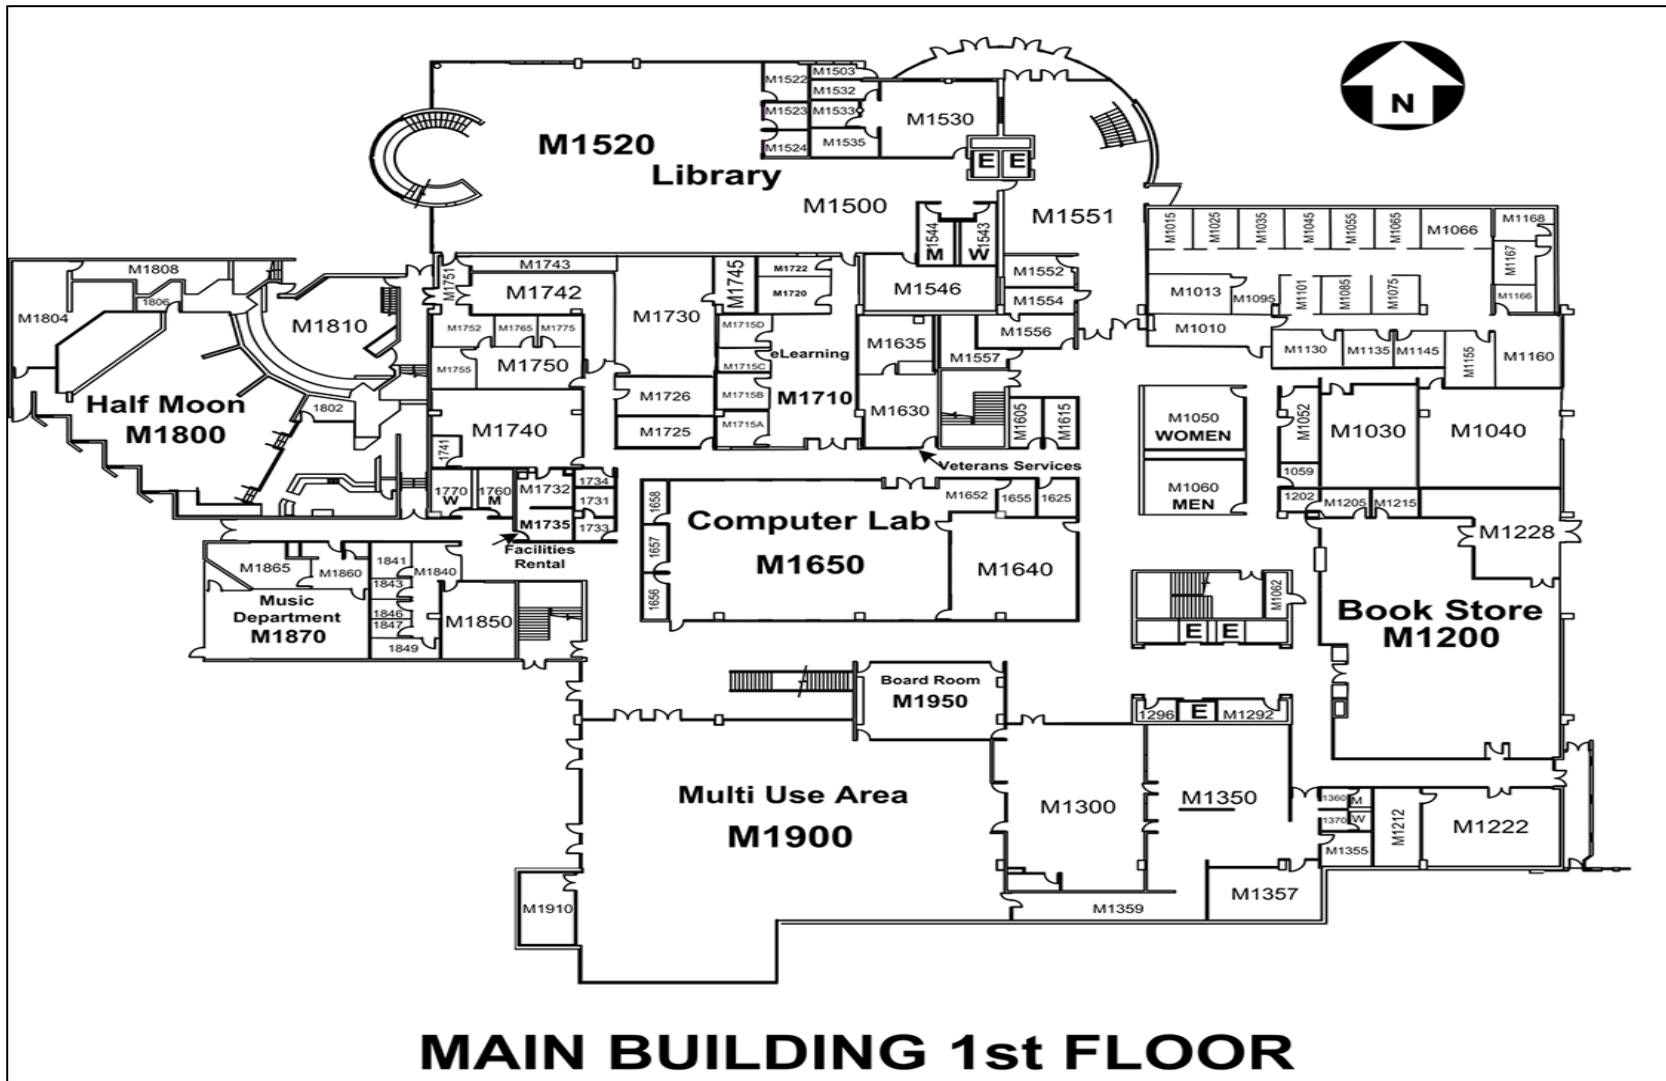 N
M1503
M1522
M1532
M1523
M1533
M1530
M1524
M1535
M1520
Library
E E
M1500
M1551
M1544
M
M1543
W
M1015
M1025
M1035
M1045
M1055
M1065
M1066
M1168
M1167
M1166
M1808
M1804
1806
M1810
M1751
M1743
M1742
M1745
M1722
M1720
M1546
M1552
M1554
M1556
M1013
M1095
M1101
M1085
M1075
M1010
M1730
M1752
M1765
M1775
M1715D
eLearning
M1635
M1557
M1130
M1135
M1145
M1155
M1160
M1755
M1750
M1715C
M1710
Half Moon
M1800
1802
M1726
M1715B
M1630
M1605
M1615
M1050
WOMEN
M1052
M1030
M1040
M1740
M1725
M1715A
1741
Veterans Services
1059
1770
W
1760
M
M1732
1734
1731
M1735
1733
Facilities
Rental
1658
1657
1656
Computer Lab
M1650
M1652
1655
1625
M1640
M1060
MEN
1202
M1205
M1215
M1228
M1865
M1860
1841
M1840
1843
1846
1847
1849
M1850
Music
Department
M1870
M1062
E E
Book Store
M1200
Board Room
M1950
1296
E
M1292
Multi Use Area
M1900
M1300
M1350
1360
M
1370
W
M1355
M1212
M1222
M1910
M1359
M1357
MAIN BUILDING 1st FLOOR